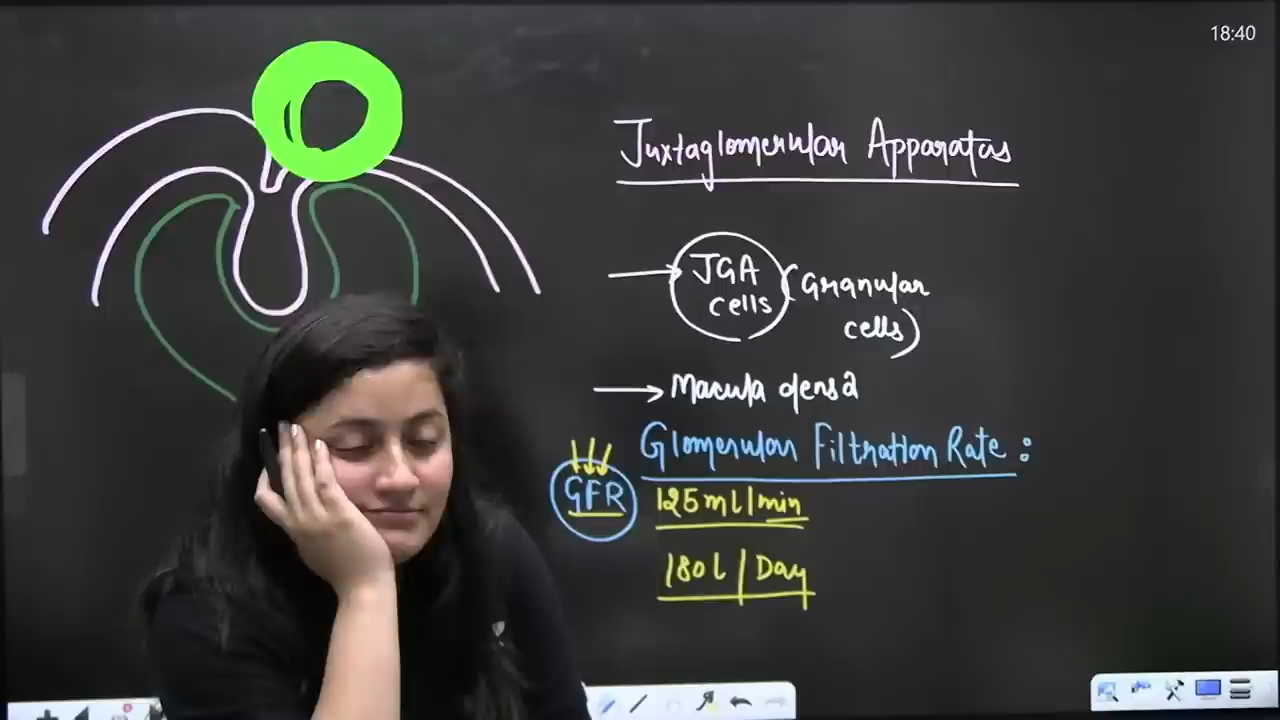 18:40
Juxtaglomerular Apparatus
JGA
cells
(Granular
cells)
Macula densa
Glomerular Filtration Rate :
GFR
125ml/min
180l/Day